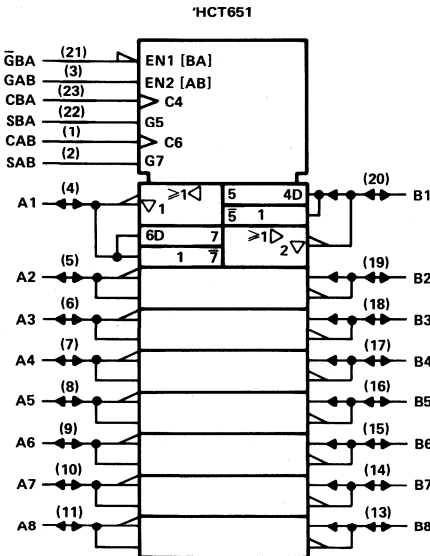 'HCT651
G̅BA (21) EN1 [BA]
GAB (3) EN2 [AB]
CBA (23) C4
SBA (22) G5
CAB (1) C6
SAB (2) G7
A1 (4) ≥1◁ 5 4D (20) B1
▽1 5̅ 1
6D 7 ≥1▷
1 7̅ 2▽
A2 (5) (19) B2
A3 (6) (18) B3
A4 (7) (17) B4
A5 (8) (16) B5
A6 (9) (15) B6
A7 (10) (14) B7
A8 (11) (13) B8